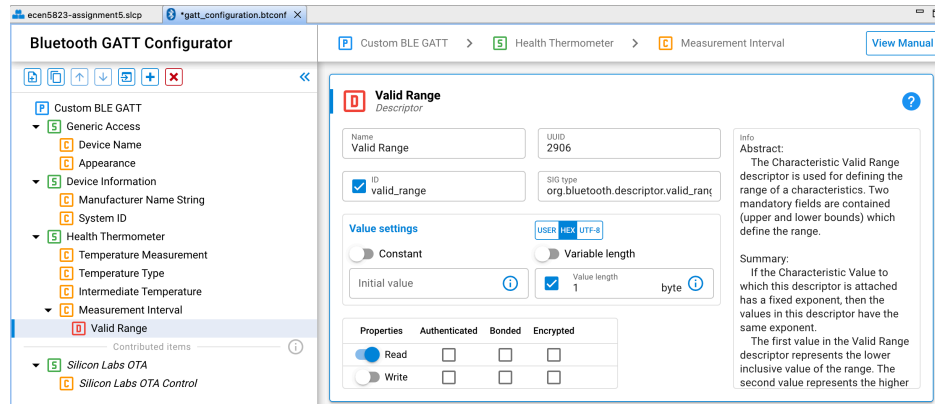 ecen5823-assignment5.slcp
*gatt_configuration.btconf
Bluetooth GATT Configurator
P Custom BLE GATT > S Health Thermometer > C Measurement Interval
View Manual
P Custom BLE GATT
S Generic Access
C Device Name
C Appearance
S Device Information
C Manufacturer Name String
C System ID
S Health Thermometer
C Temperature Measurement
C Temperature Type
C Intermediate Temperature
C Measurement Interval
D Valid Range
Contributed items
S Silicon Labs OTA
C Silicon Labs OTA Control
D Valid Range
Descriptor
?
Name
Valid Range
UUID
2906
ID
valid_range
SIG type
org.bluetooth.descriptor.valid_rang
Value settings
USER HEX UTF-8
Constant
Variable length
Initial value
Value length
1
byte
Properties Authenticated Bonded Encrypted
Read
Write
Info
Abstract:
The Characteristic Valid Range
descriptor is used for defining the
range of a characteristics. Two
mandatory fields are contained
(upper and lower bounds) which
define the range.
Summary:
If the Characteristic Value to
which this descriptor is attached
has a fixed exponent, then the
values in this descriptor have the
same exponent.
The first value in the Valid Range
descriptor represents the lower
inclusive value of the range. The
second value represents the higher